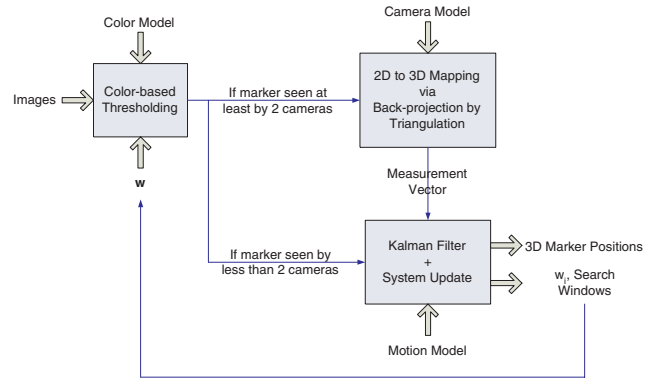 Color Model
Camera Model
Images
Color-based
Thresholding
If marker seen at
least by 2 cameras
2D to 3D Mapping
via
Back-projection by
Triangulation
w
Measurement
Vector
If marker seen by
less than 2 cameras
Kalman Filter
+
System Update
3D Marker Positions
wi, Search
Windows
Motion Model